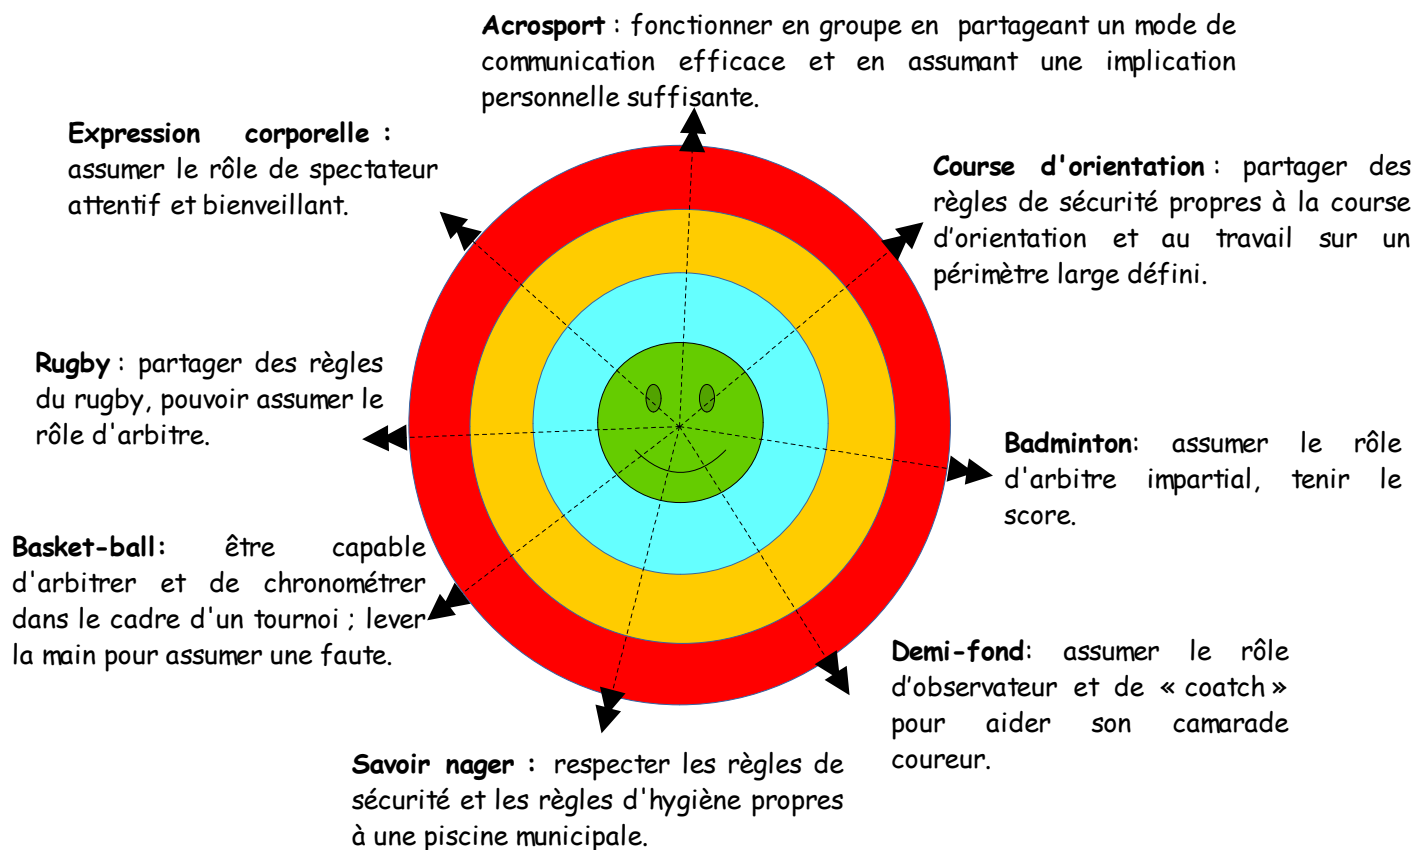 Acrosport : fonctionner en groupe en partageant un mode de
communication efficace et en assumant une implication
personnelle suffisante.
Expression corporelle :
assumer le rôle de spectateur
attentif et bienveillant.
Course d'orientation : partager des
règles de sécurité propres à la course
d’orientation et au travail sur un
périmètre large défini.
Rugby : partager des règles
du rugby, pouvoir assumer le
rôle d'arbitre.
Badminton: assumer le rôle
d'arbitre impartial, tenir le
score.
Basket-ball: être capable
d'arbitrer et de chronométrer
dans le cadre d'un tournoi ; lever
la main pour assumer une faute.
Demi-fond: assumer le rôle
d’observateur et de « coatch »
pour aider son camarade
coureur.
Savoir nager : respecter les règles de
sécurité et les règles d'hygiène propres
à une piscine municipale.